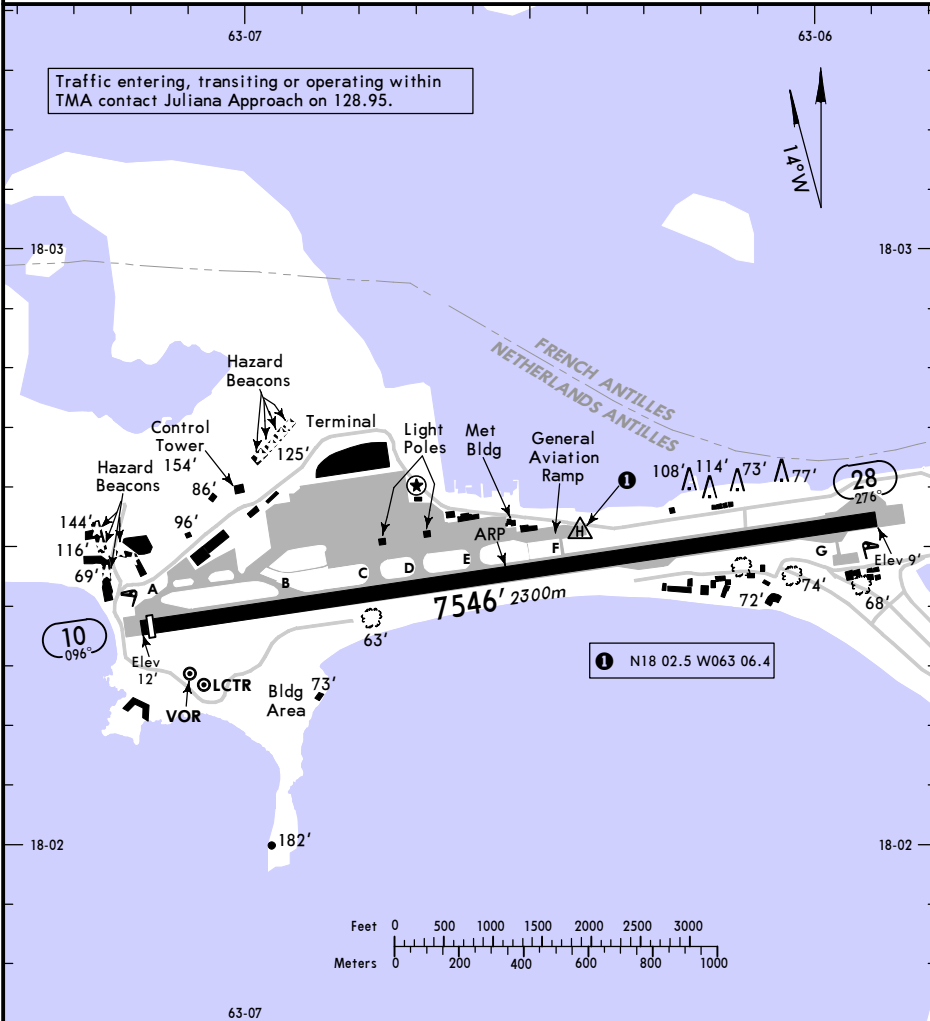 63-07
63-06
Traffic entering, transiting or operating within
TMA contact Juliana Approach on 128.95.
14°W
18-03
18-03
FRENCH ANTILLES
NETHERLANDS ANTILLES
Hazard
Beacons
Terminal
Control
Tower
154'
125'
Light
Poles
Met
Bldg
General
Aviation
Ramp
1
108'
114'
73'
77'
28
276°
Hazard
Beacons
86'
144'
96'
116'
69'
ARP
H
A
B
C
D
E
F
G
Elev 9'
7546' 2300m
72'
74'
68'
63'
10
096°
Elev
12'
LCTR
VOR
Bldg
Area
73'
1 N18 02.5 W063 06.4
18-02
182'
18-02
Feet 0 500 1000 1500 2000 2500 3000
Meters 0 200 400 600 800 1000
63-07